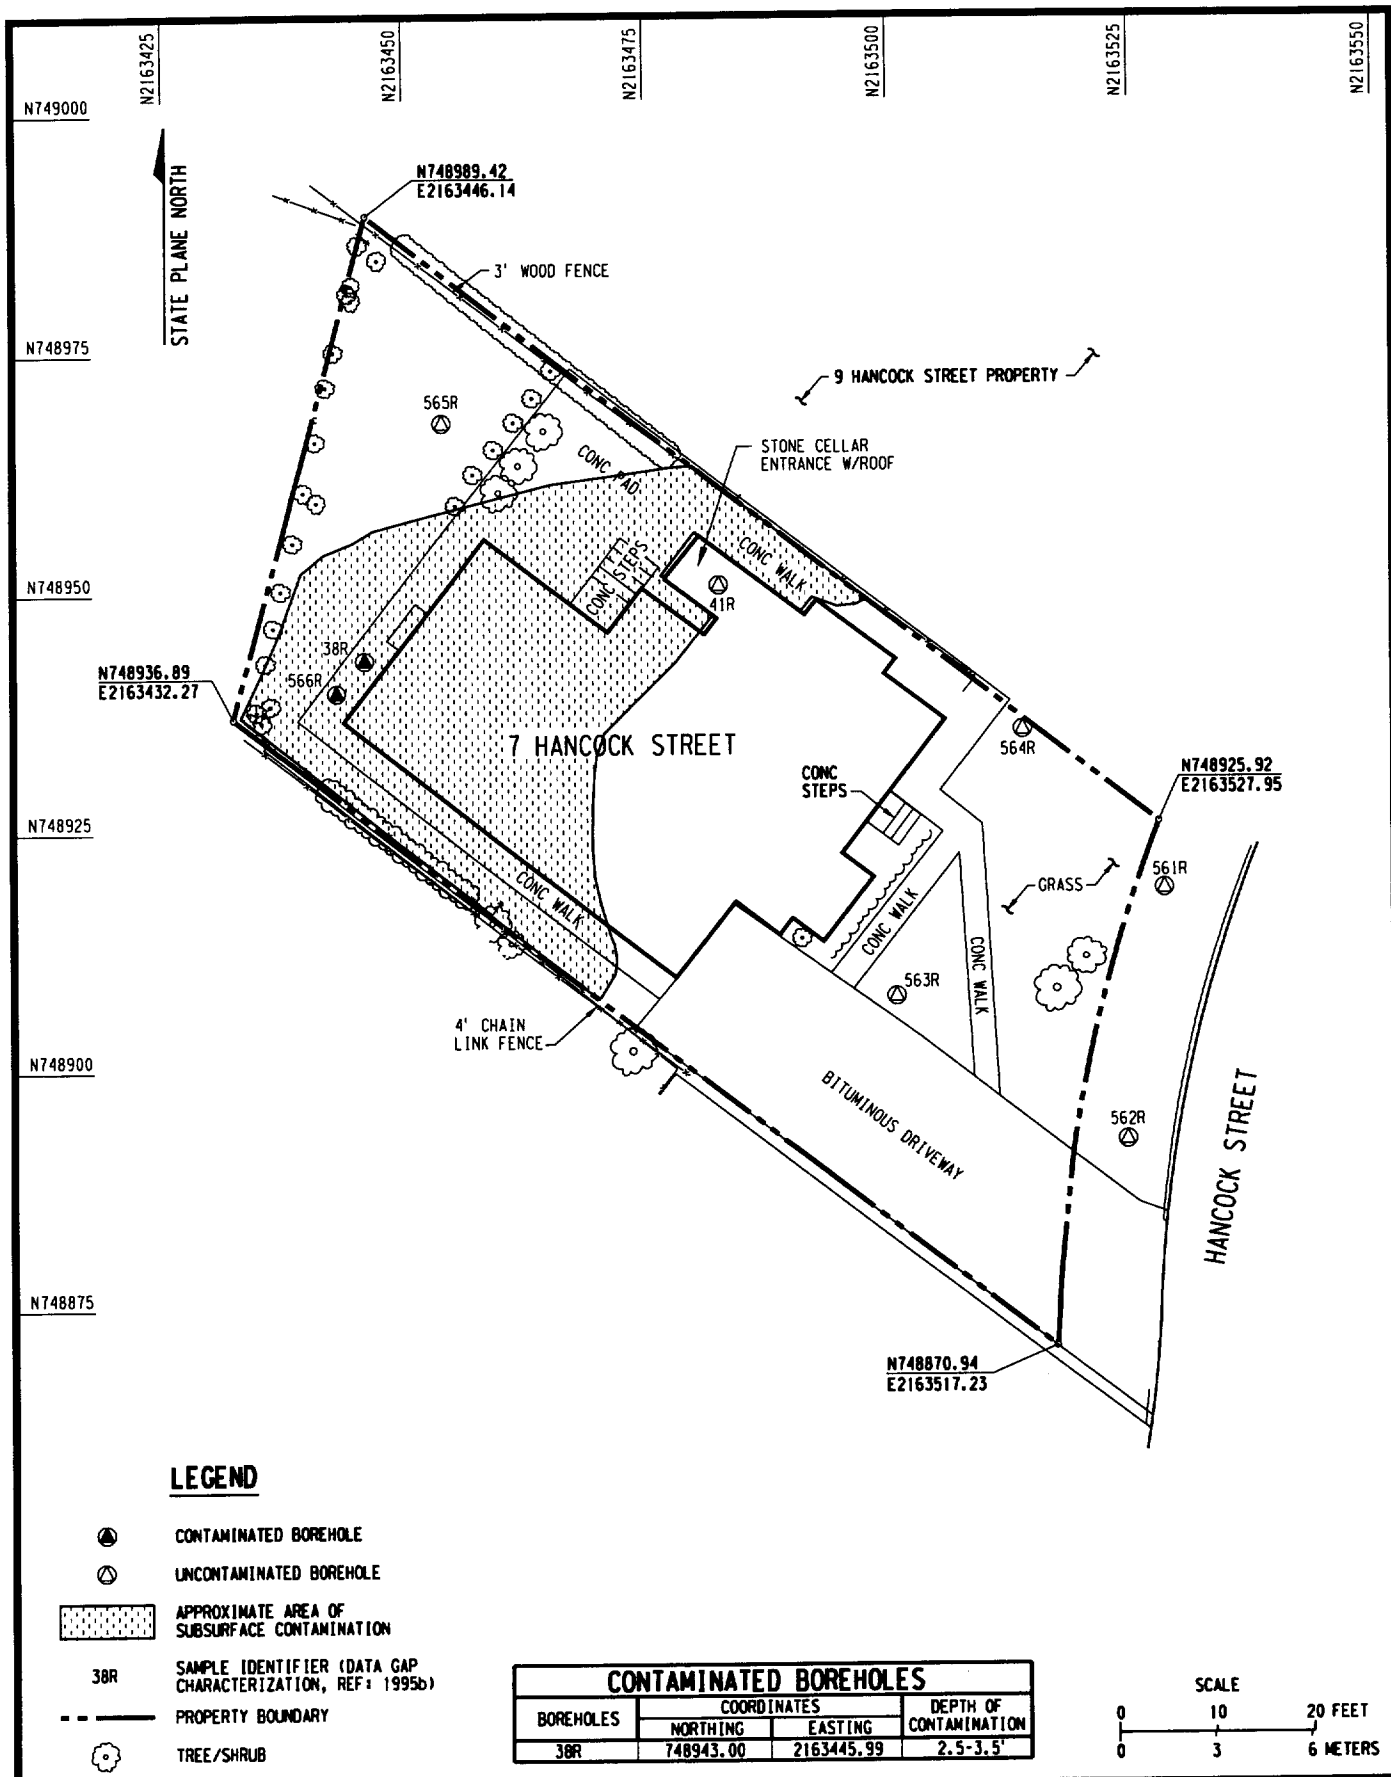 N2163425
N2163450
N2163475
N2163500
N2163525
N2163550
N749000
STATE PLANE NORTH
N748989.42
E2163446.14
3' WOOD FENCE
N748975
9 HANCOCK STREET PROPERTY
565R
STONE CELLAR
ENTRANCE W/ROOF
CONC PAD
CONC WALK
CONC STEPS
N748950
41R
38R
566R
N748936.89
E2163432.27
7 HANCOCK STREET
564R
CONC
STEPS
N748925.92
E2163527.95
N748925
561R
GRASS
CONC WALK
CONC WALK
CONC WALK
563R
4' CHAIN
LINK FENCE
N748900
BITUMINOUS DRIVEWAY
562R
HANCOCK STREET
N748875
N748870.94
E2163517.23
LEGEND
CONTAMINATED BOREHOLE
UNCONTAMINATED BOREHOLE
APPROXIMATE AREA OF
SUBSURFACE CONTAMINATION
38R
SAMPLE IDENTIFIER (DATA GAP
CHARACTERIZATION, REF: 1995b)
PROPERTY BOUNDARY
TREE/SHRUB
CONTAMINATED BOREHOLES
BOREHOLES
COORDINATES
DEPTH OF
CONTAMINATION
NORTHING
EASTING
38R
748943.00
2163445.99
2.5-3.5'
SCALE
0 10 20 FEET
0 3 6 METERS